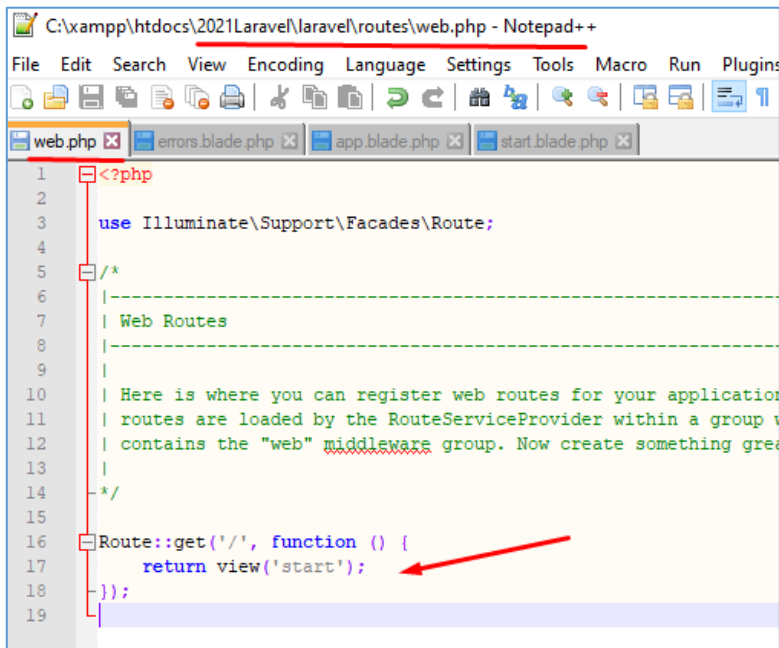 C:\xampp\htdocs\2021Laravel\laravel\routes\web.php - Notepad++
File Edit Search View Encoding Language Settings Tools Macro Run Plugins
web.php errors.blade.php app.blade.php start.blade.php
1 <?php
2
3 use Illuminate\Support\Facades\Route;
4
5 /*
6 |--------------------------------------------------------------
7 | Web Routes
8 |--------------------------------------------------------------
9 |
10 | Here is where you can register web routes for your application
11 | routes are loaded by the RouteServiceProvider within a group w
12 | contains the "web" middleware group. Now create something grea
13 |
14 */
15
16 Route::get('/', function () {
17 return view('start');
18 });
19